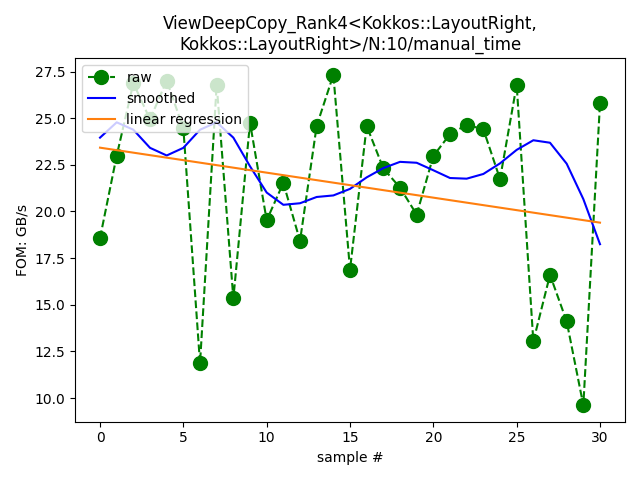 ViewDeepCopy_Rank4<Kokkos::LayoutRight,
Kokkos::LayoutRight>/N:10/manual_time
raw
smoothed
linear regression
FOM: GB/s
27.5
25.0
22.5
20.0
17.5
15.0
12.5
10.0
0 5 10 15 20 25 30
sample #